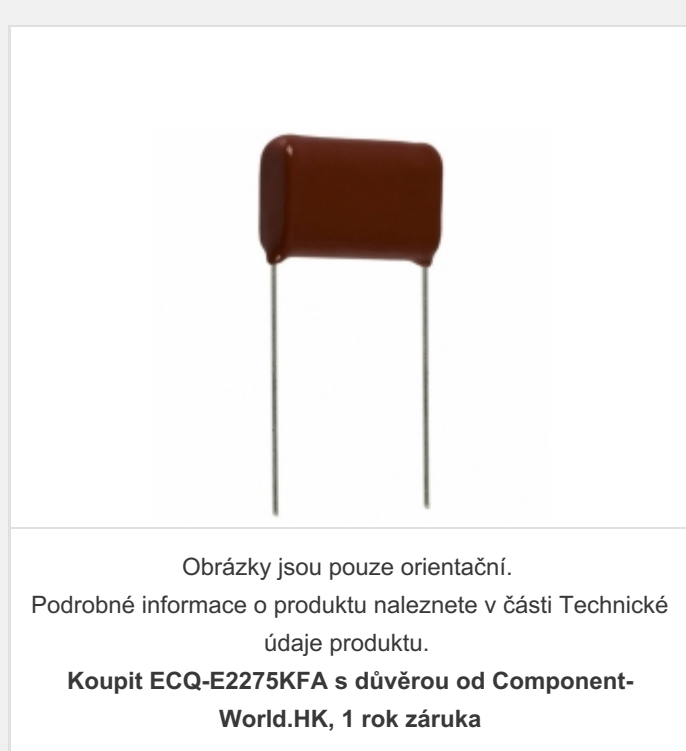 Obrázky jsou pouze orientační.
Podrobné informace o produktu naleznete v části Technické
údaje produktu.
Koupit ECQ-E2275KFA s důvěrou od Component-
World.HK, 1 rok záruka